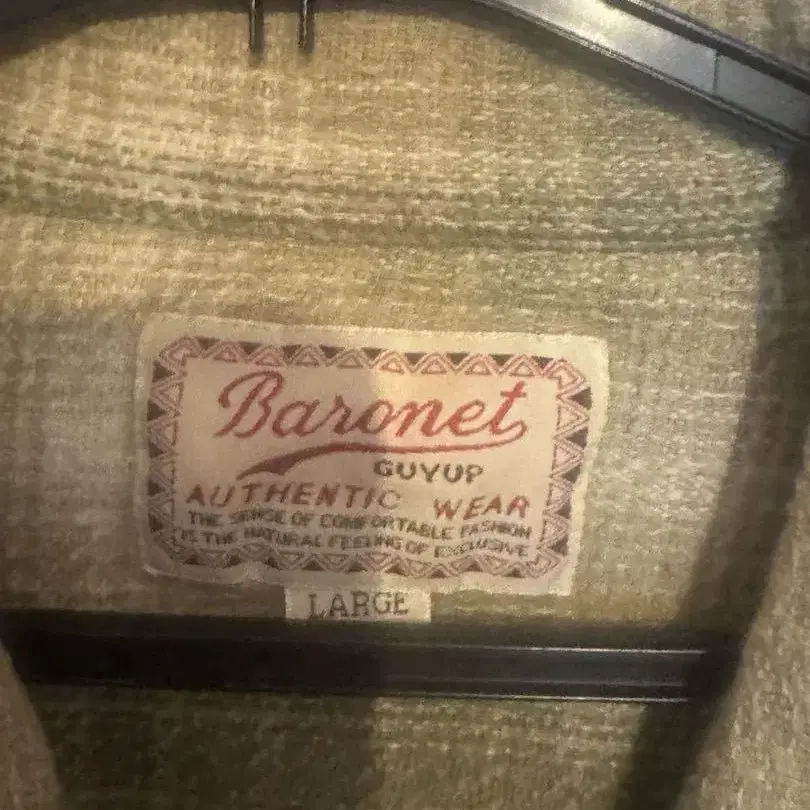 Baronet
GUYUP
AUTHENTIC WEAR
THE SENSE OF COMFORTABLE FASHION
IS THE NATURAL FEELING OF EXCLUSIVE
LARGE